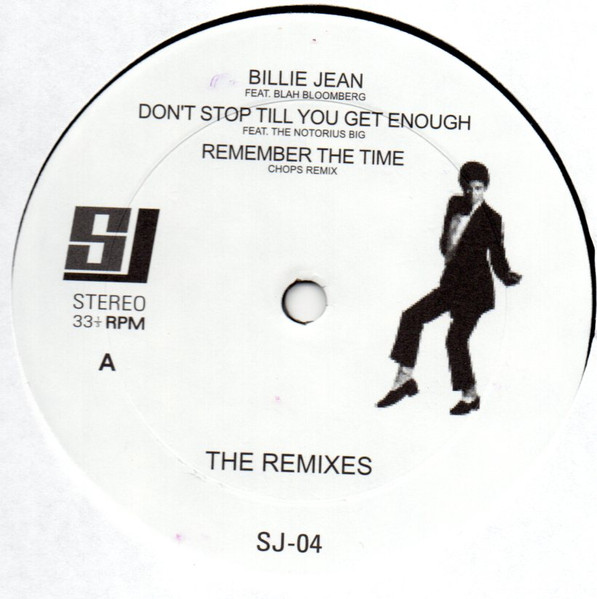 BILLIE JEAN
FEAT. BLAH BLOOMBERG
DON'T STOP TILL YOU GET ENOUGH
FEAT. THE NOTORIUS BIG
REMEMBER THE TIME
CHOPS REMIX
SJ
STEREO
33⅓ RPM
A
THE REMIXES
SJ-04